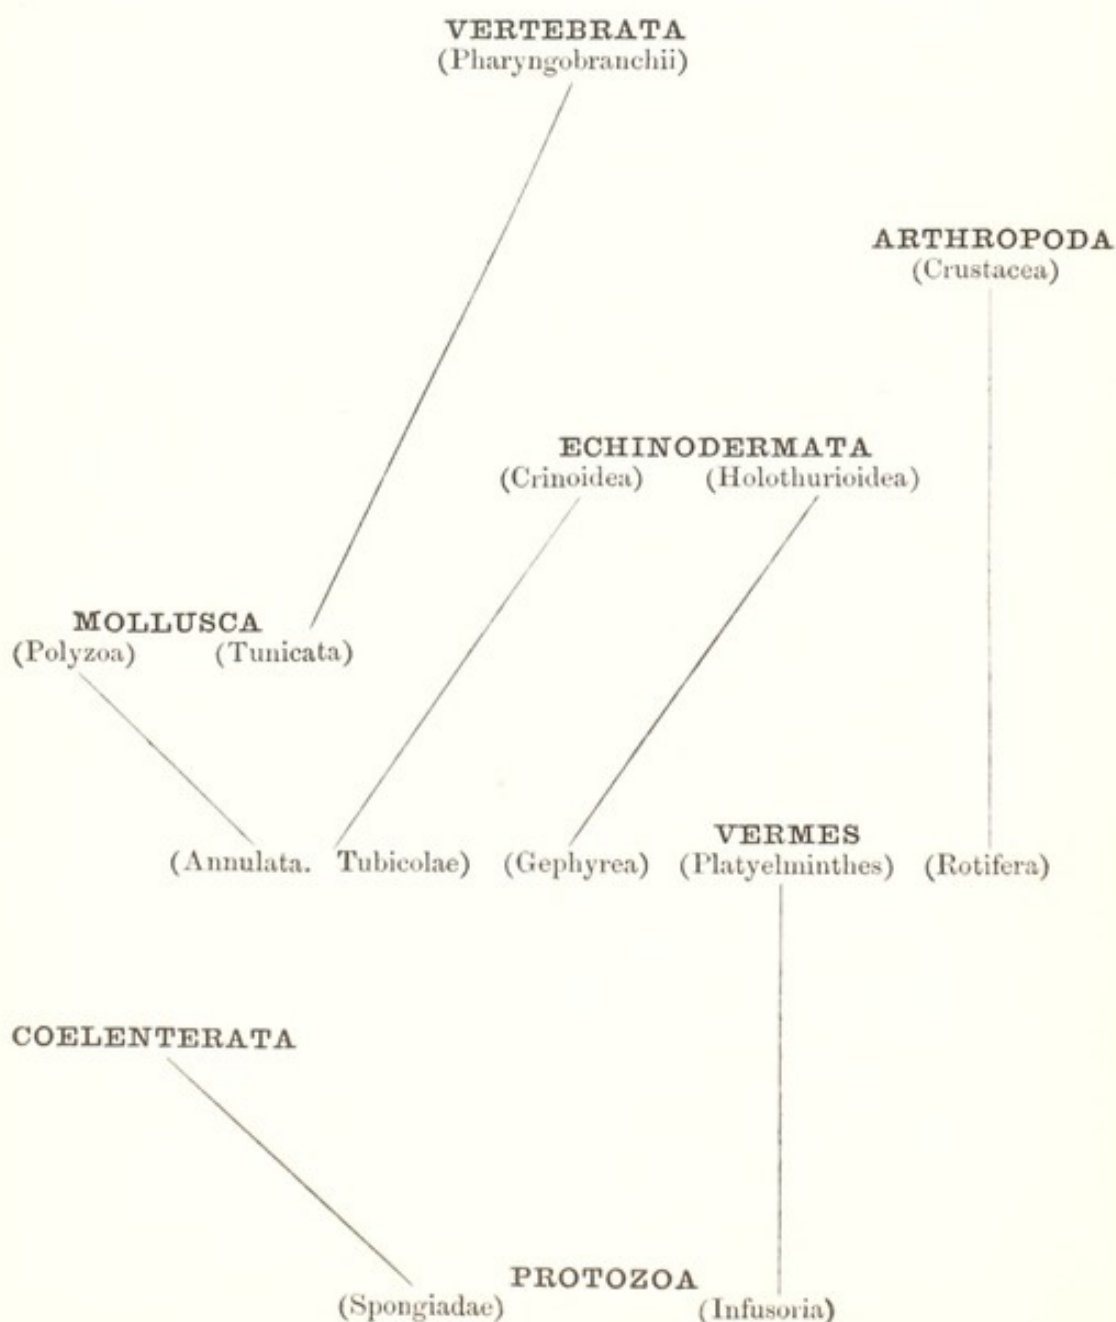 VERTEBRATA
(Pharyngobranchii)
ARTHROPODA
(Crustacea)
ECHINODERMATA
(Crinoidea) (Holothurioidea)
MOLLUSCA
(Polyzoa) (Tunicata)
VERMES
(Annulata. Tubicolae) (Gephyrea) (Platyelminthes) (Rotifera)
COELENTERATA
PROTOZOA
(Spongiadae) (Infusoria)